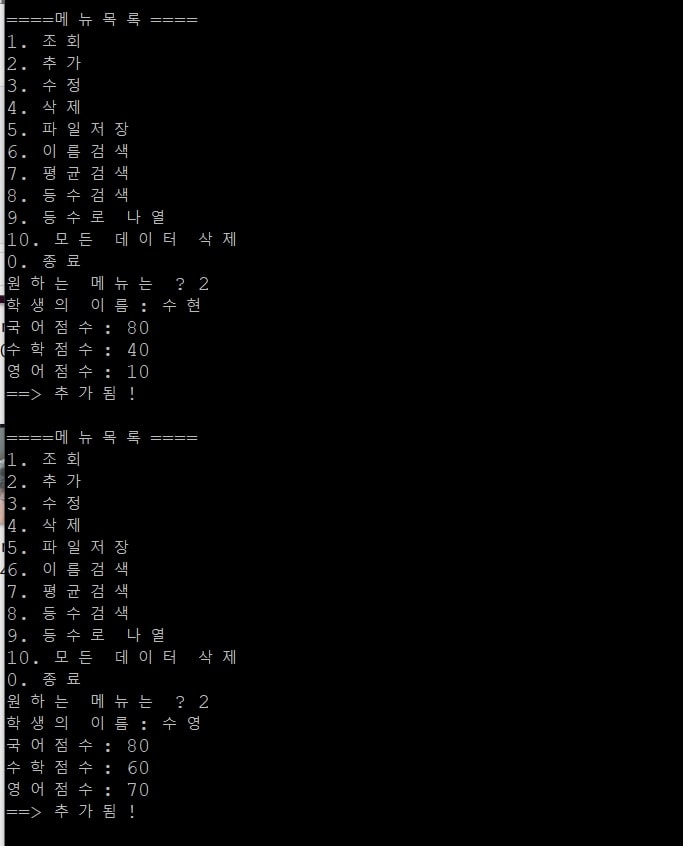 ====메뉴목록====
1. 조회
2. 추가
3. 수정
4. 삭제
5. 파일저장
6. 이름검색
7. 평균검색
8. 등수검색
9. 등수로 나열
10. 모든 데이터 삭제
0. 종료
원하는 메뉴는 ? 2
학생의 이름 : 수현
국어점수 : 80
수학점수 : 40
영어점수 : 10
==> 추가됨 !
====메뉴목록====
1. 조회
2. 추가
3. 수정
4. 삭제
5. 파일저장
6. 이름검색
7. 평균검색
8. 등수검색
9. 등수로 나열
10. 모든 데이터 삭제
0. 종료
원하는 메뉴는 ? 2
학생의 이름 : 수영
국어점수 : 80
수학점수 : 60
영어점수 : 70
==> 추가됨 !